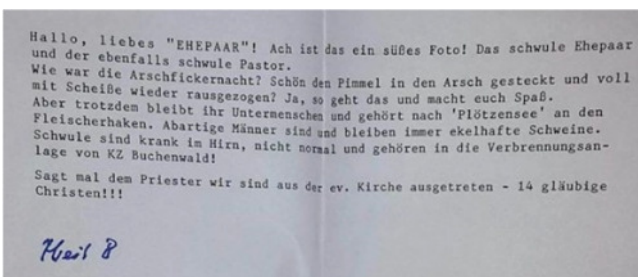 Hallo, liebes "EHEPAAR"! Ach ist das ein süßes Foto! Das schwule Ehepaar
und der ebenfalls schwule Pastor.
Wie war die Arschfickernacht? Schön den Pimmel in den Arsch gesteckt und voll
mit Scheiße wieder rausgezogen? Ja, so geht das und macht euch Spaß.
Aber trotzdem bleibt ihr Untermenschen und gehört nach 'Plötzensee' an den
Fleischerhaken. Abartige Männer sind und bleiben immer ekelhafte Schweine.
Schwule sind krank im Hirn, nicht normal und gehören in die Verbrennungsan-
lage von KZ Buchenwald!
Sagt mal dem Priester wir sind aus der ev. Kirche ausgetreten - 14 gläubige
Christen!!!
Heil 8